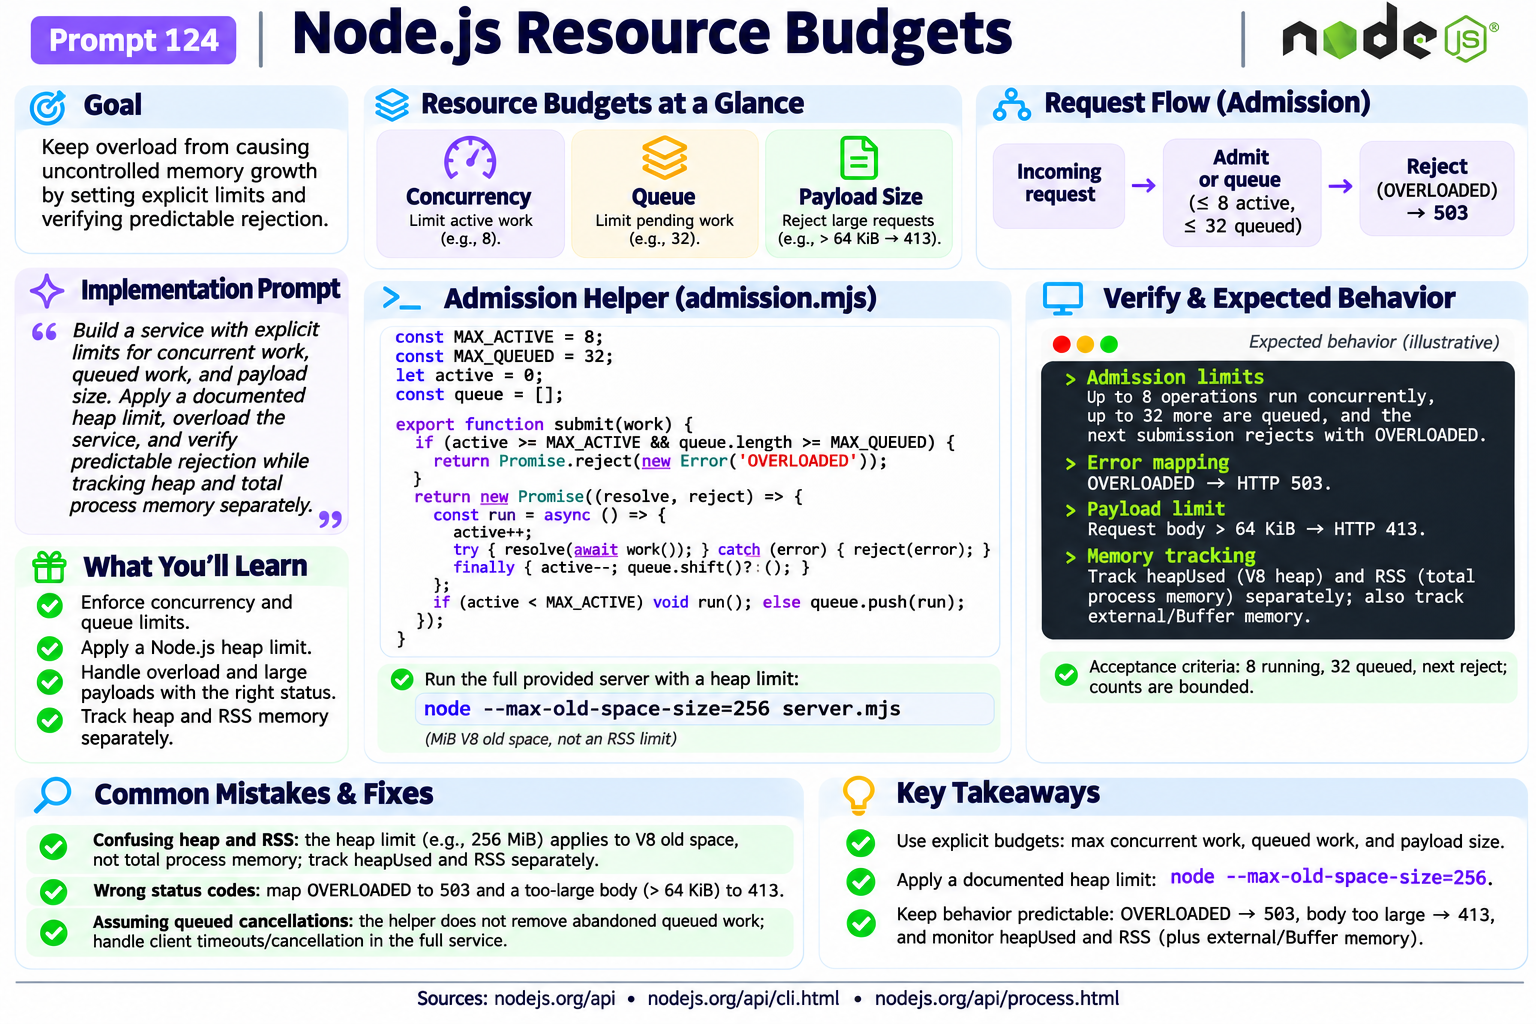 Prompt 124
Node.js Resource Budgets
node JS ®
Goal
Keep overload from causing
uncontrolled memory growth
by setting explicit limits and
verifying predictable rejection.
Resource Budgets at a Glance
Concurrency
Limit active work
(e.g., 8).
Queue
Limit pending work
(e.g., 32).
Payload Size
Reject large requests
(e.g., > 64 KiB → 413).
Request Flow (Admission)
Incoming
request
→
Admit
or queue
(≤ 8 active,
≤ 32 queued)
→
Reject
(OVERLOADED)
→ 503
Implementation Prompt
“ Build a service with explicit
limits for concurrent work,
queued work, and payload
size. Apply a documented
heap limit, overload the
service, and verify
predictable rejection while
tracking heap and total
process memory separately. ”
What You’ll Learn
Enforce concurrency and
queue limits.
Apply a Node.js heap limit.
Handle overload and large
payloads with the right status.
Track heap and RSS memory
separately.
Admission Helper (admission.mjs)
const MAX_ACTIVE = 8;
const MAX_QUEUED = 32;
let active = 0;
const queue = [];
export function submit(work) {
if (active >= MAX_ACTIVE && queue.length >= MAX_QUEUED) {
return Promise.reject(new Error('OVERLOADED'));
}
return new Promise((resolve, reject) => {
const run = async () => {
active++;
try { resolve(await work()); } catch (error) { reject(error); }
finally { active--; queue.shift()?.(); }
};
if (active < MAX_ACTIVE) void run(); else queue.push(run);
});
}
Run the full provided server with a heap limit:
node --max-old-space-size=256 server.mjs
(MiB V8 old space, not an RSS limit)
Verify & Expected Behavior
Expected behavior (illustrative)
> Admission limits
Up to 8 operations run concurrently,
up to 32 more are queued, and the
next submission rejects with OVERLOADED.
> Error mapping
OVERLOADED → HTTP 503.
> Payload limit
Request body > 64 KiB → HTTP 413.
> Memory tracking
Track heapUsed (V8 heap) and RSS (total
process memory) separately; also track
external/Buffer memory.
Acceptance criteria: 8 running, 32 queued, next reject;
counts are bounded.
Common Mistakes & Fixes
Confusing heap and RSS: the heap limit (e.g., 256 MiB) applies to V8 old space,
not total process memory; track heapUsed and RSS separately.
Wrong status codes: map OVERLOADED to 503 and a too-large body (> 64 KiB) to 413.
Assuming queued cancellations: the helper does not remove abandoned queued work;
handle client timeouts/cancellation in the full service.
Key Takeaways
Use explicit budgets: max concurrent work, queued work, and payload size.
Apply a documented heap limit: node --max-old-space-size=256.
Keep behavior predictable: OVERLOADED → 503, body too large → 413,
and monitor heapUsed and RSS (plus external/Buffer memory).
Sources: nodejs.org/api • nodejs.org/api/cli.html • nodejs.org/api/process.html